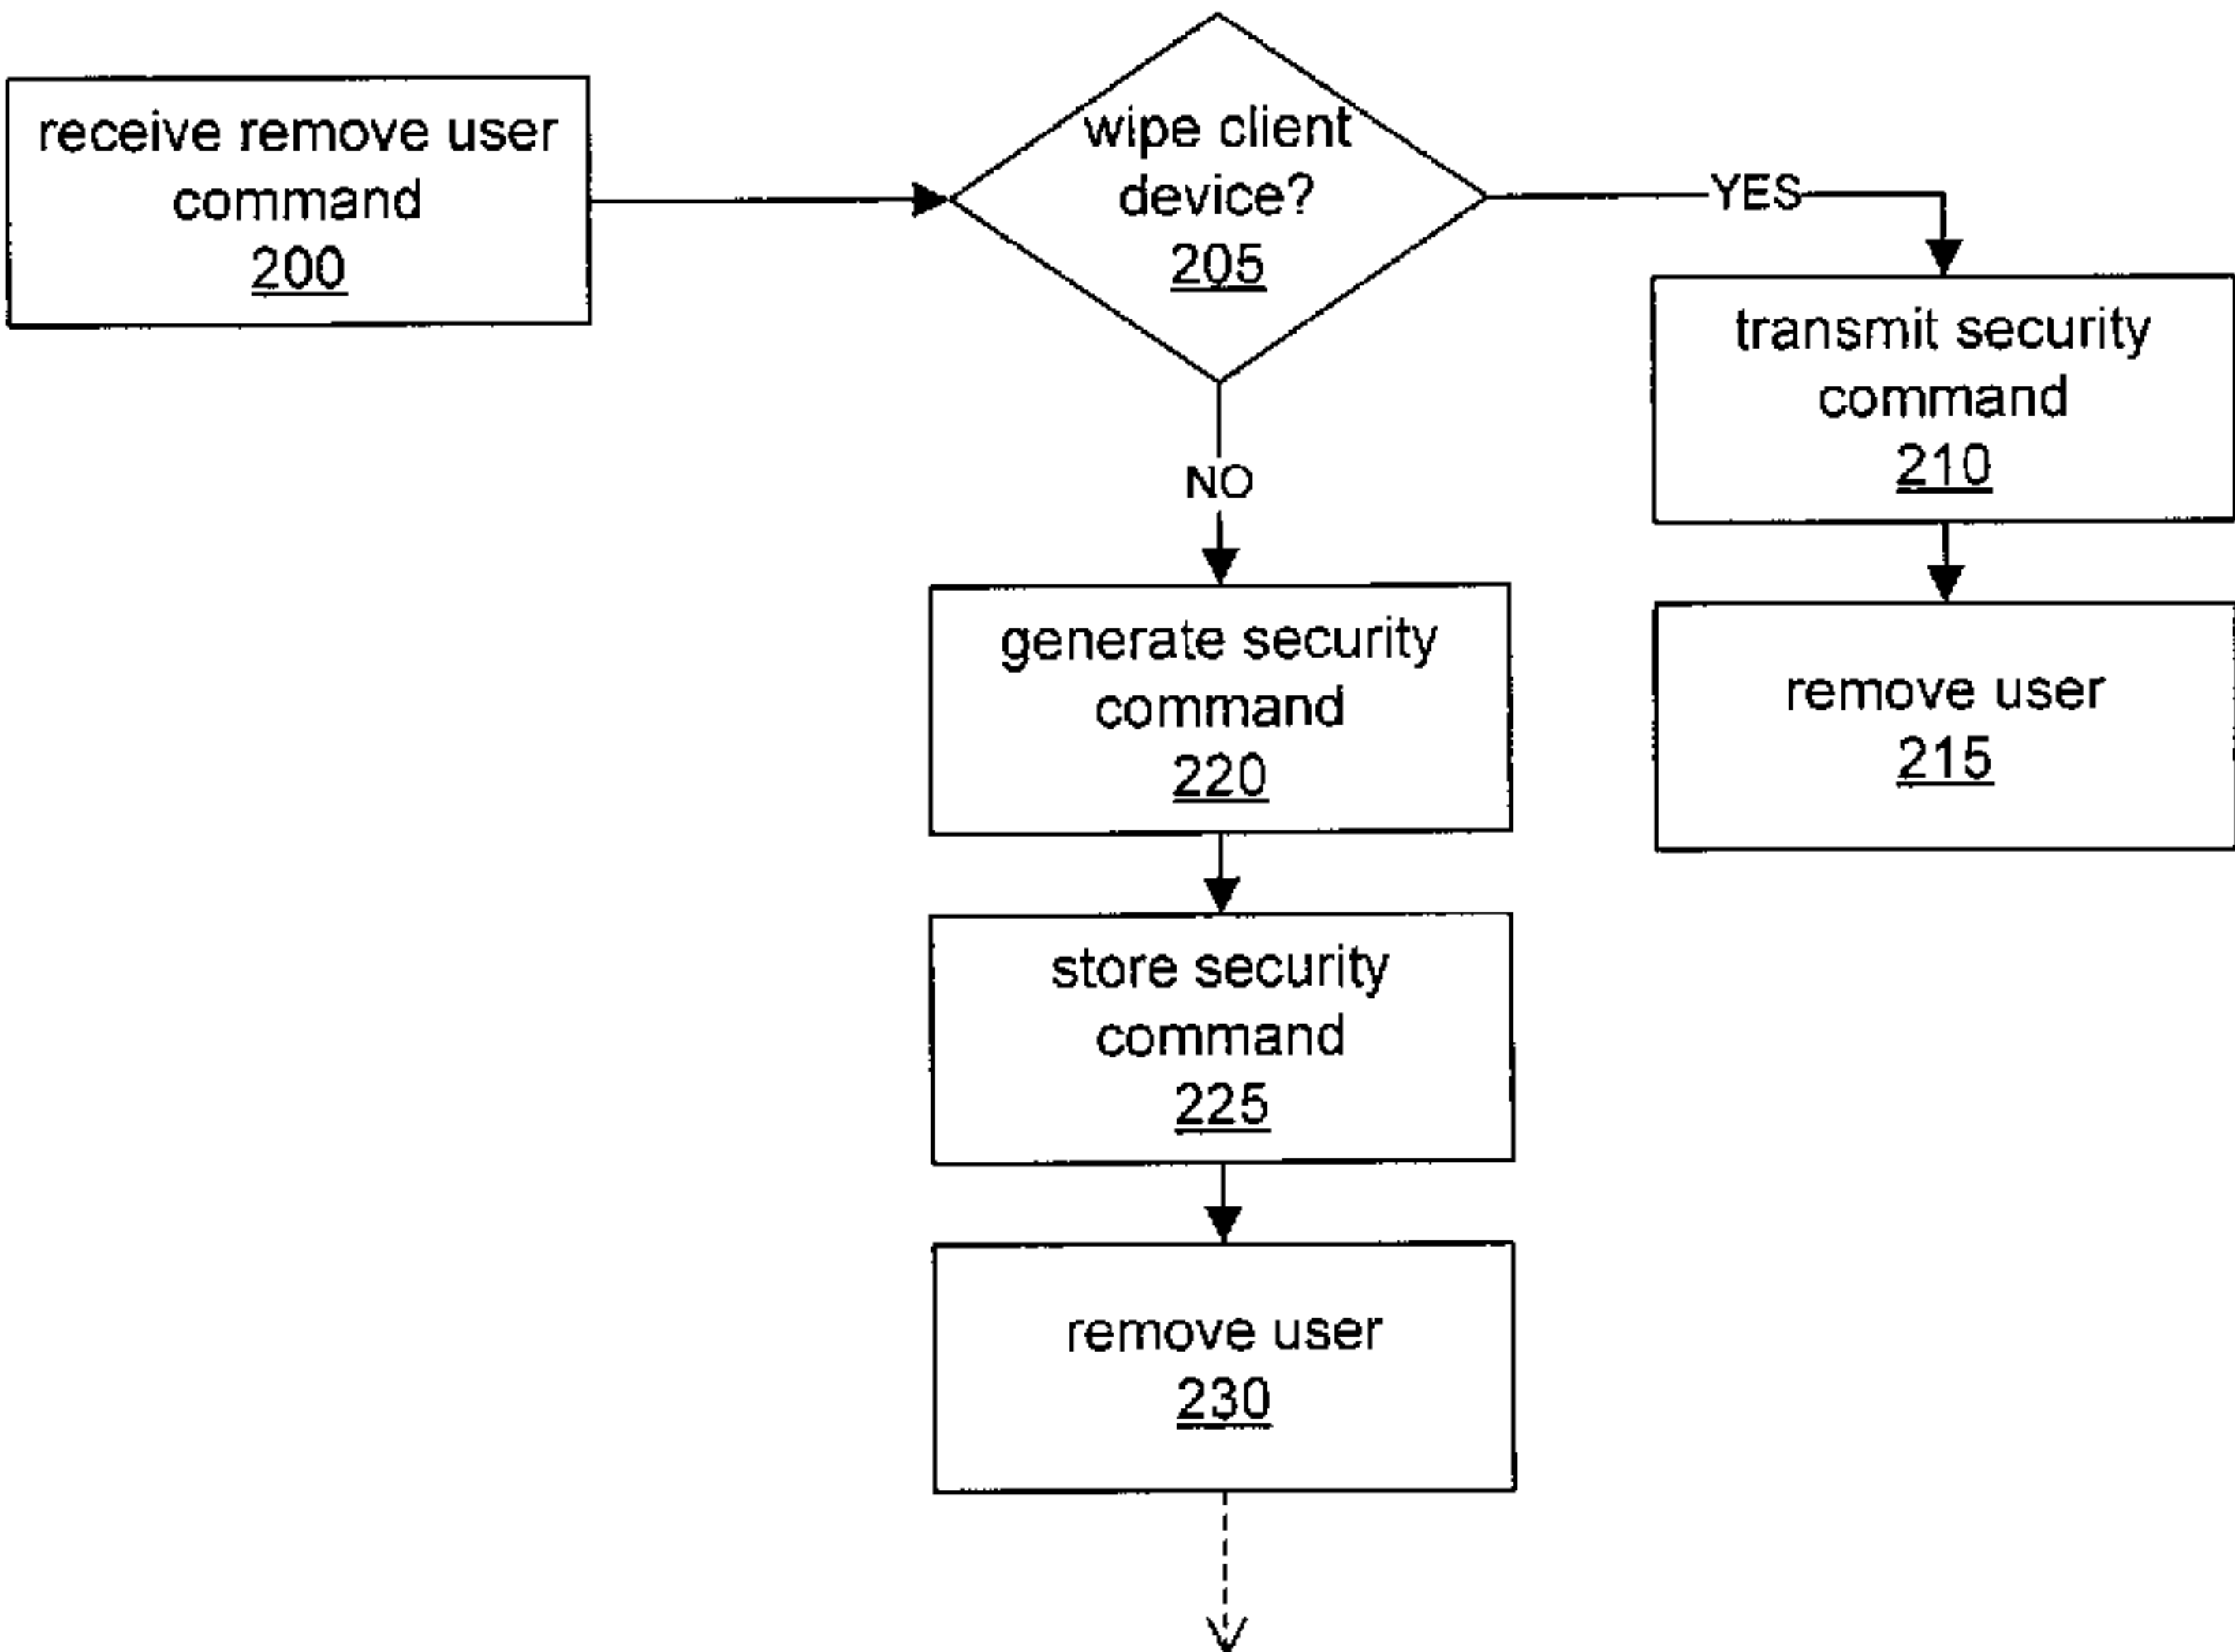 receive remove user
command
200
wipe client
device?
205
YES
transmit security
command
210
remove user
215
NO
generate security
command
220
store security
command
225
remove user
230